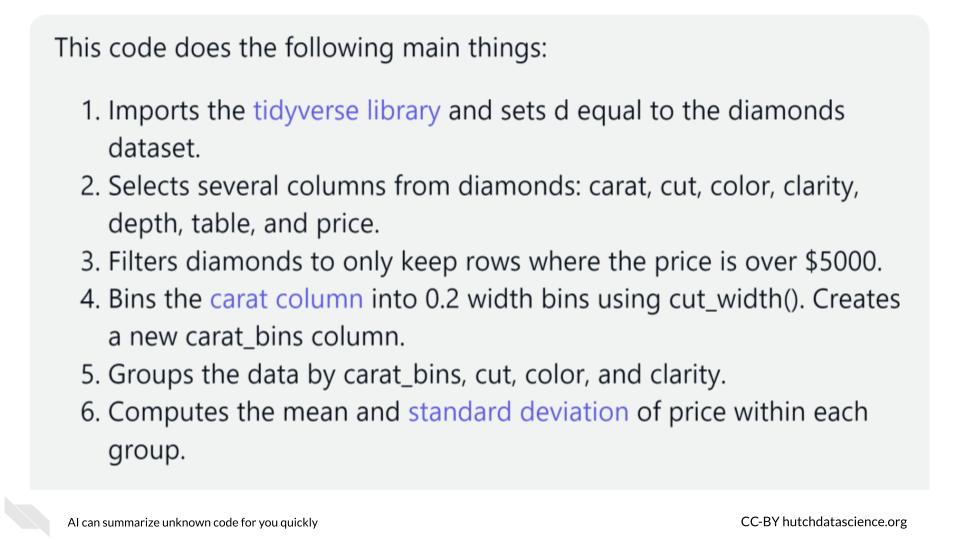 This code does the following main things:
1. Imports the tidyverse library and sets d equal to the diamonds
dataset.
2. Selects several columns from diamonds: carat, cut, color, clarity,
depth, table, and price.
3. Filters diamonds to only keep rows where the price is over $5000.
4. Bins the carat column into 0.2 width bins using cut_width(). Creates
a new carat_bins column.
5. Groups the data by carat_bins, cut, color, and clarity.
6. Computes the mean and standard deviation of price within each
group.
AI can summarize unknown code for you quickly
CC-BY hutchdatascience.org